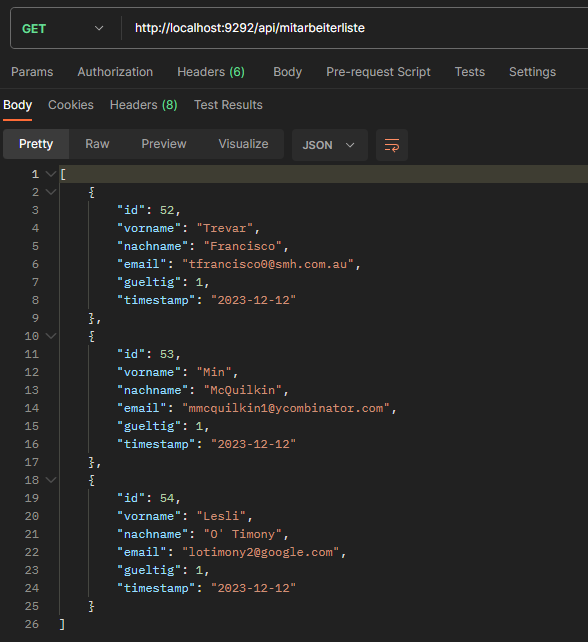 GET http://localhost:9292/api/mitarbeiterliste
Params Authorization Headers (6) Body Pre-request Script Tests Settings
Body Cookies Headers (8) Test Results
Pretty Raw Preview Visualize JSON
1 [
2 {
3 "id": 52,
4 "vorname": "Trevar",
5 "nachname": "Francisco",
6 "email": "tfrancisco0@smh.com.au",
7 "gueltig": 1,
8 "timestamp": "2023-12-12"
9 },
10 {
11 "id": 53,
12 "vorname": "Min",
13 "nachname": "McQuilkin",
14 "email": "mmcquilkin1@ycombinator.com",
15 "gueltig": 1,
16 "timestamp": "2023-12-12"
17 },
18 {
19 "id": 54,
20 "vorname": "Lesli",
21 "nachname": "O' Timony",
22 "email": "lotimony2@google.com",
23 "gueltig": 1,
24 "timestamp": "2023-12-12"
25 }
26 ]